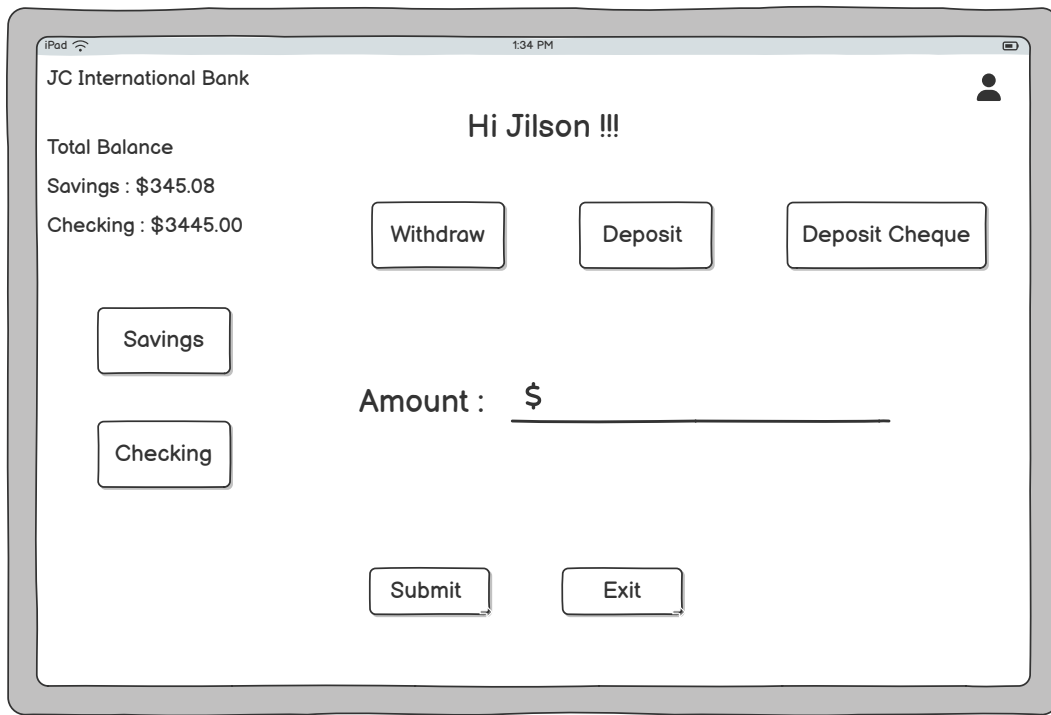 iPad
1:34 PM
JC International Bank
Hi Jilson !!!
Total Balance
Savings : $345.08
Checking : $3445.00
Withdraw
Deposit
Deposit Cheque
Savings
Amount : $
Checking
Submit
Exit